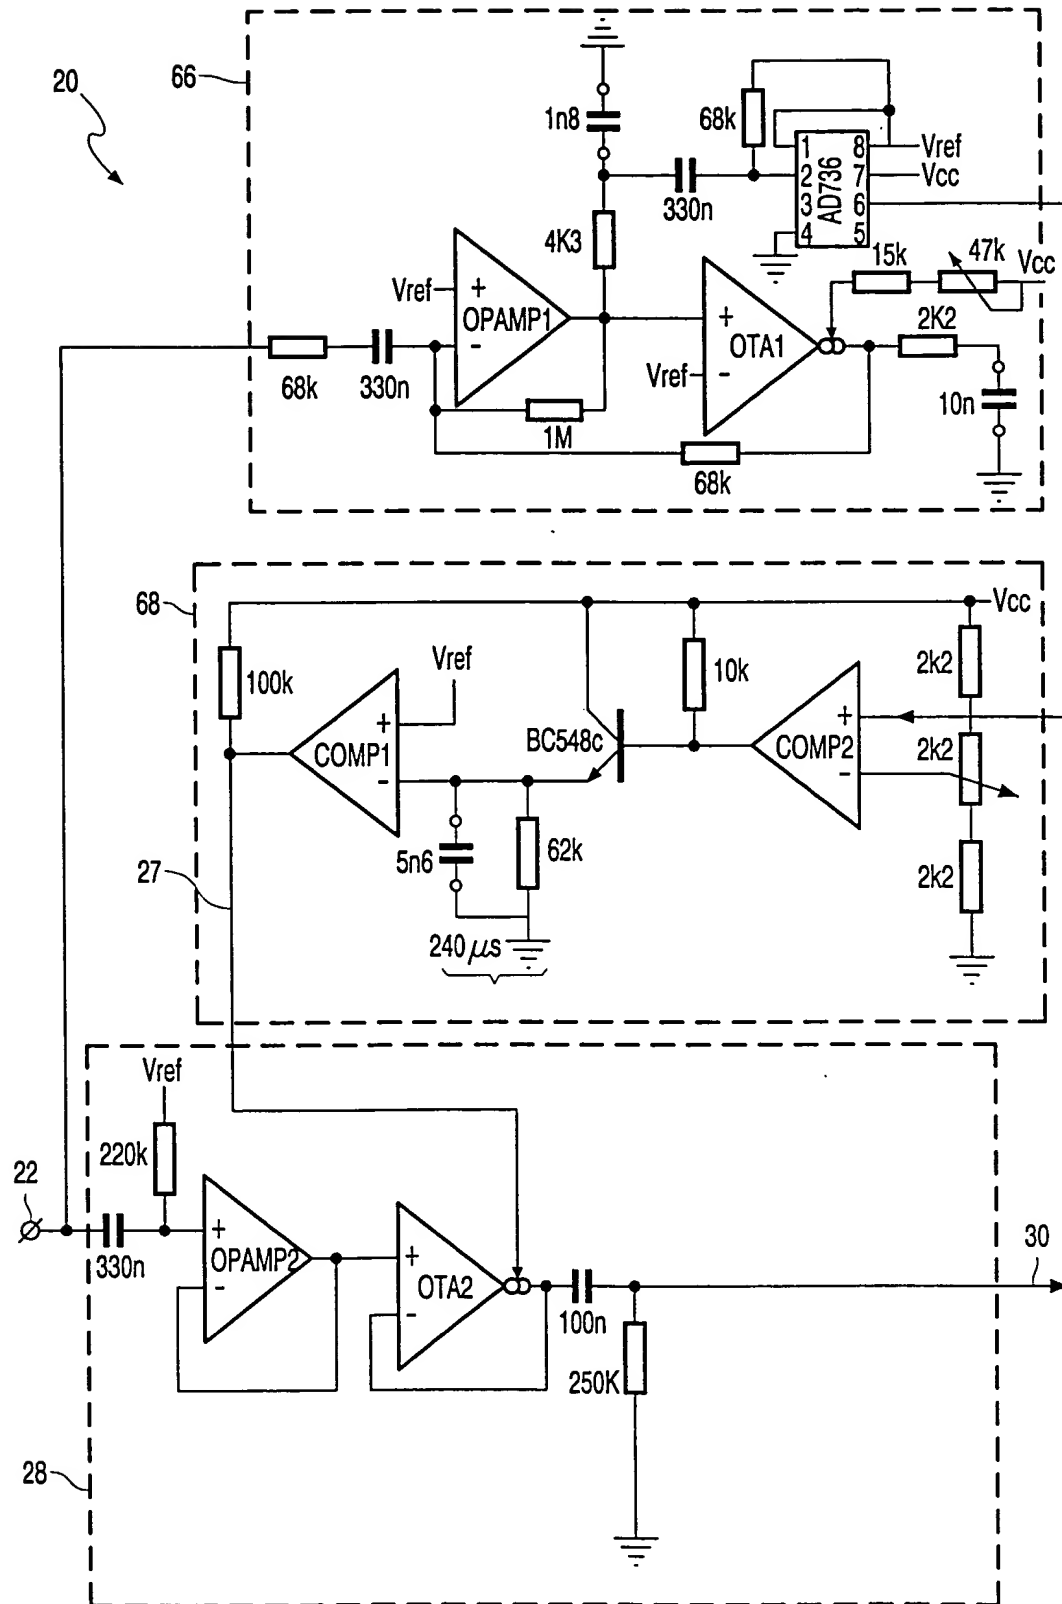 20
66
1n8
68k
1 8 Vref
2 7 Vcc
3 6
4 5
AD736
330n
4K3
15k 47k Vcc
Vref + OPAMP1 -
+ OTA1
Vref -
2K2
68k 330n
10n
1M
68k
68
Vcc
100k
Vref
10k
2k2
+ COMP1 -
BC548c
+ COMP2 -
2k2
27
5n6 62k
2k2
240 μs
Vref
220k
22
330n
+ OPAMP2 -
+ OTA2 -
30
100n
250K
28